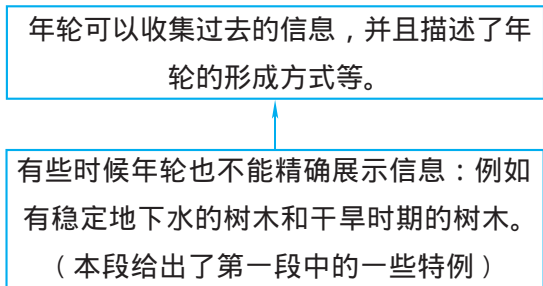 年轮可以收集过去的信息，并且描述了年
轮的形成方式等。
有些时候年轮也不能精确展示信息：例如
有稳定地下水的树木和干旱时期的树木。
（本段给出了第一段中的一些特例）